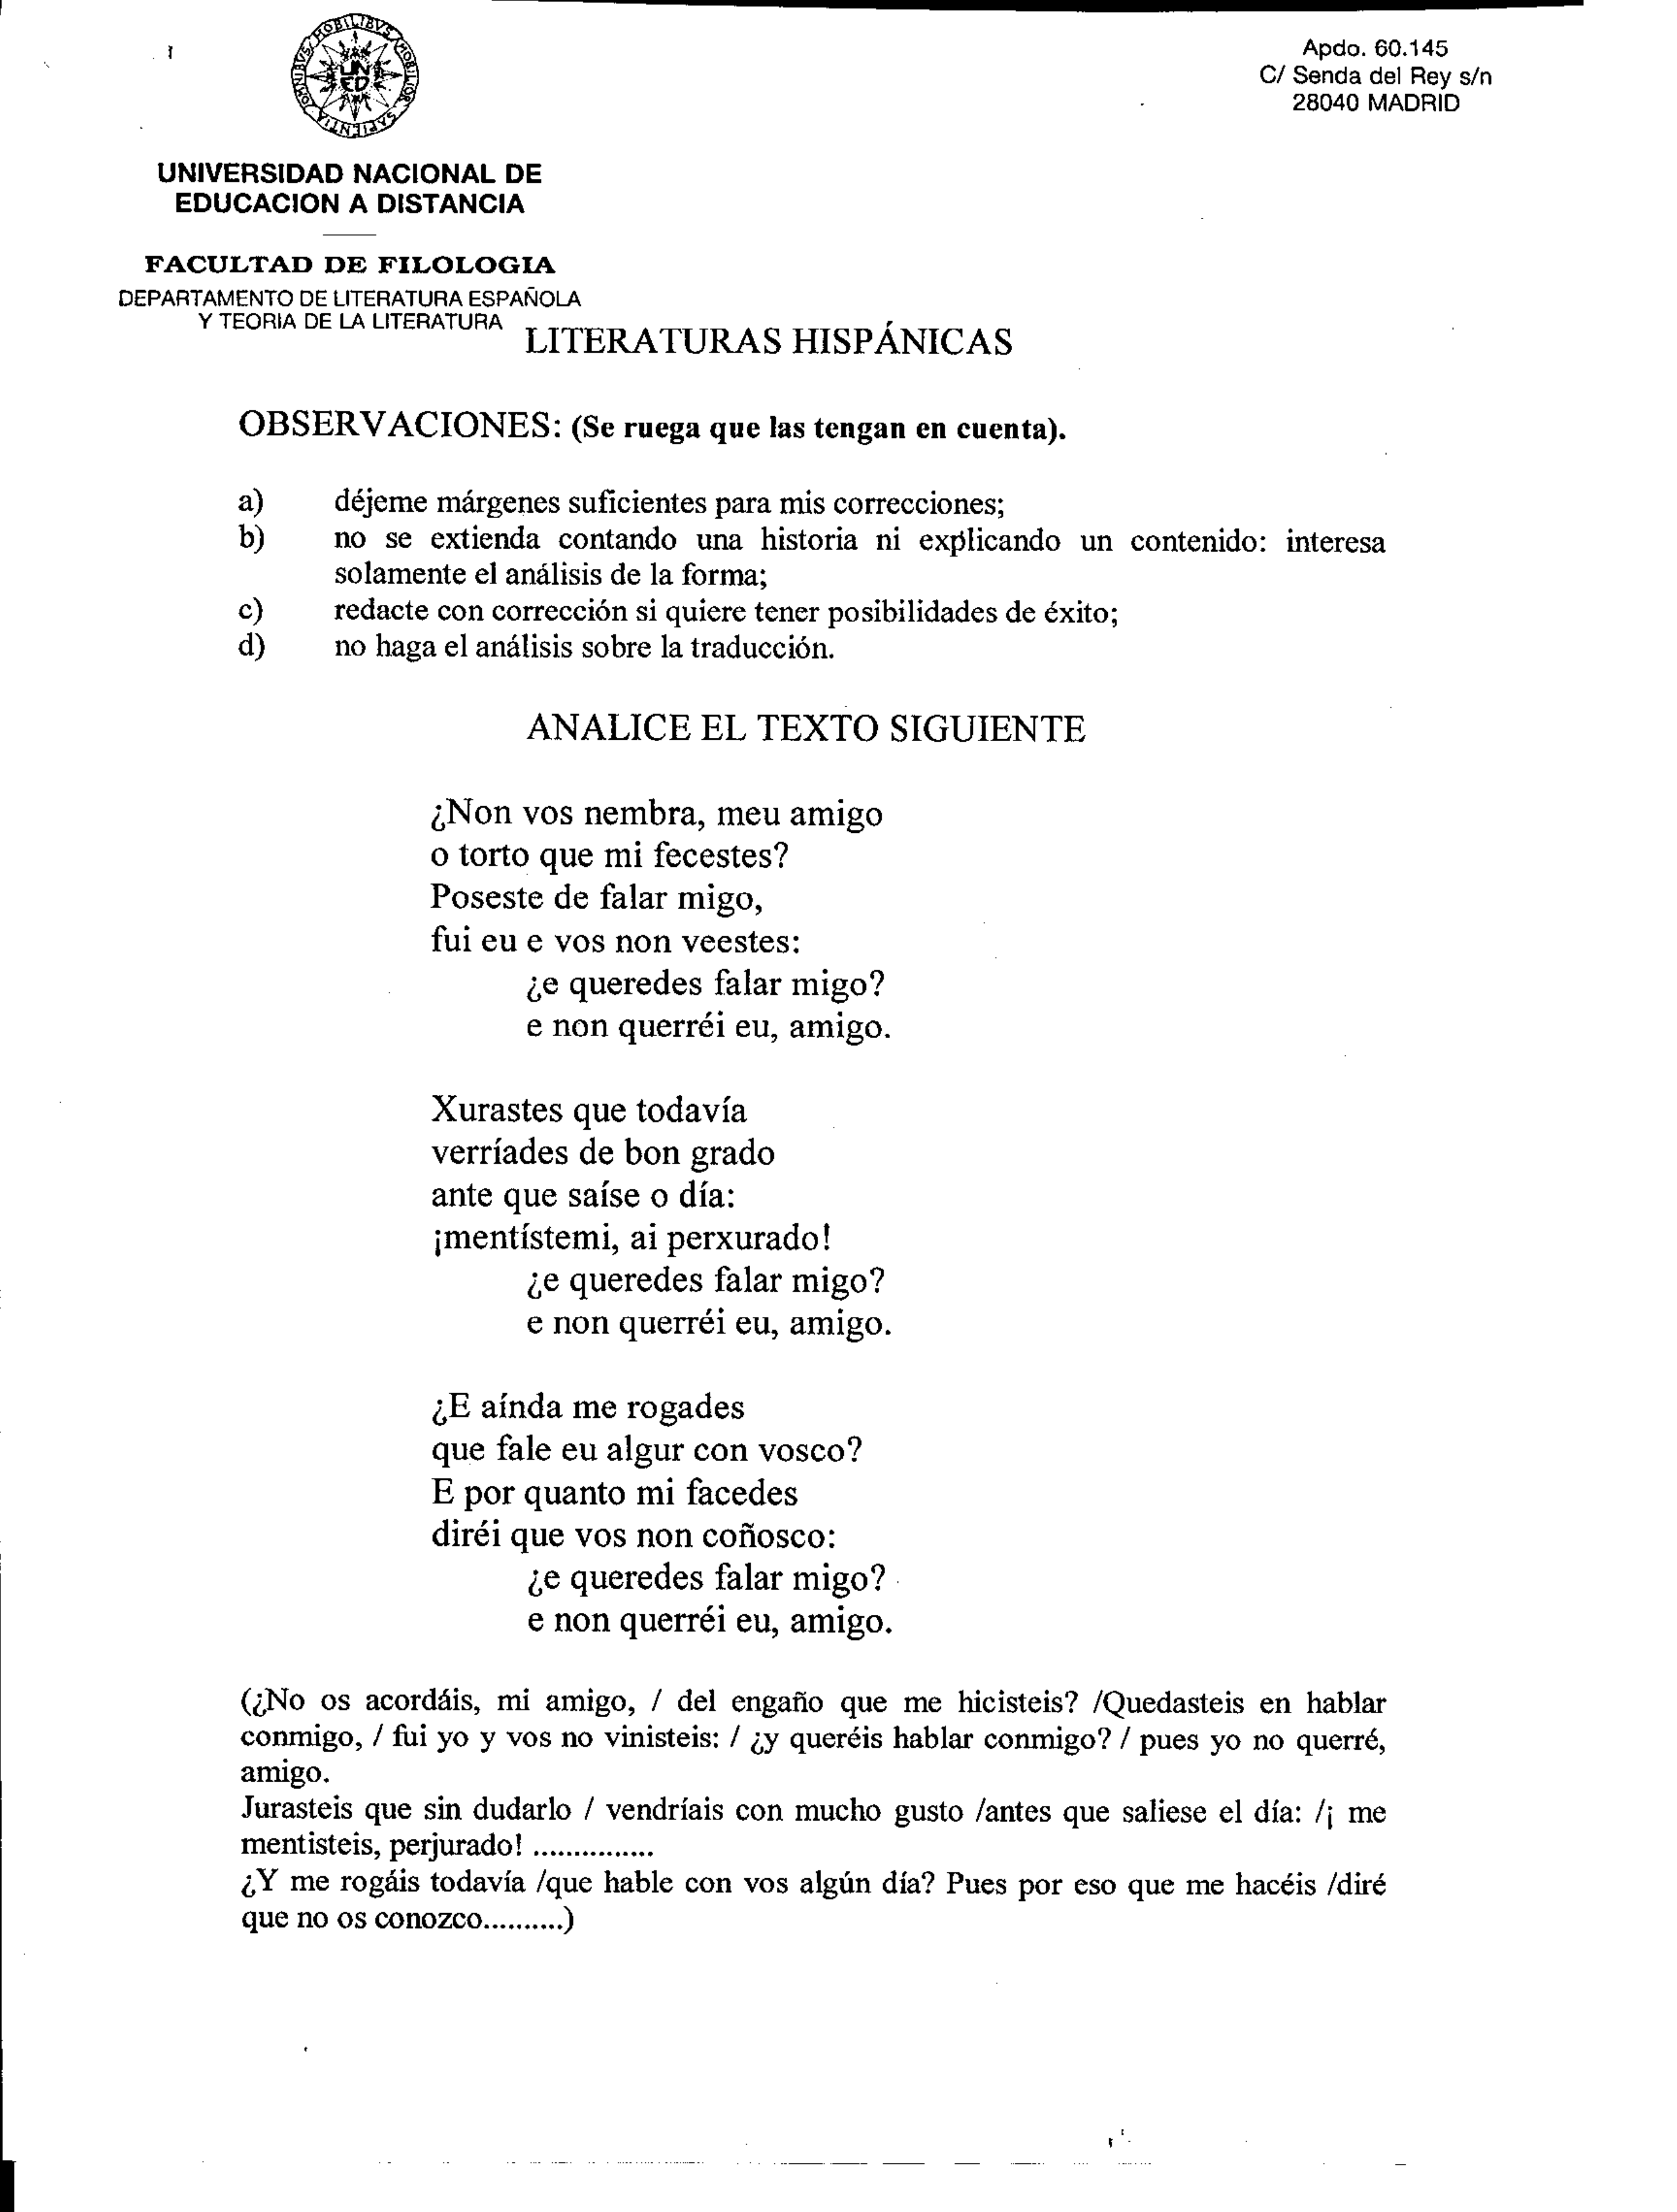 OMNIBVS MOBILIBVS MOBILIOR SAPIENTIA
UNED
Apdo. 60.145
C/ Senda del Rey s/n
28040 MADRID
UNIVERSIDAD NACIONAL DE
EDUCACION A DISTANCIA
FACULTAD DE FILOLOGIA
DEPARTAMENTO DE LITERATURA ESPAÑOLA
Y TEORIA DE LA LITERATURA
LITERATURAS HISPÁNICAS
OBSERVACIONES: (Se ruega que las tengan en cuenta).
a) déjeme márgenes suficientes para mis correcciones;
b) no se extienda contando una historia ni explicando un contenido: interesa
solamente el análisis de la forma;
c) redacte con corrección si quiere tener posibilidades de éxito;
d) no haga el análisis sobre la traducción.
ANALICE EL TEXTO SIGUIENTE
¿Non vos nembra, meu amigo
o torto que mi fecestes?
Poseste de falar migo,
fui eu e vos non veestes:
¿e queredes falar migo?
e non querréi eu, amigo.
Xurastes que todavía
verríades de bon grado
ante que saíse o día:
¡mentístemi, ai perxurado!
¿e queredes falar migo?
e non querréi eu, amigo.
¿E aínda me rogades
que fale eu algur con vosco?
E por quanto mi facedes
diréi que vos non coñosco:
¿e queredes falar migo?
e non querréi eu, amigo.
(¿No os acordáis, mi amigo, / del engaño que me hicisteis? /Quedasteis en hablar
conmigo, / fui yo y vos no vinisteis: / ¿y queréis hablar conmigo? / pues yo no querré,
amigo.
Jurasteis que sin dudarlo / vendríais con mucho gusto /antes que saliese el día: /¡ me
mentisteis, perjurado! ...............
¿Y me rogáis todavía /que hable con vos algún día? Pues por eso que me hacéis /diré
que no os conozco..........)